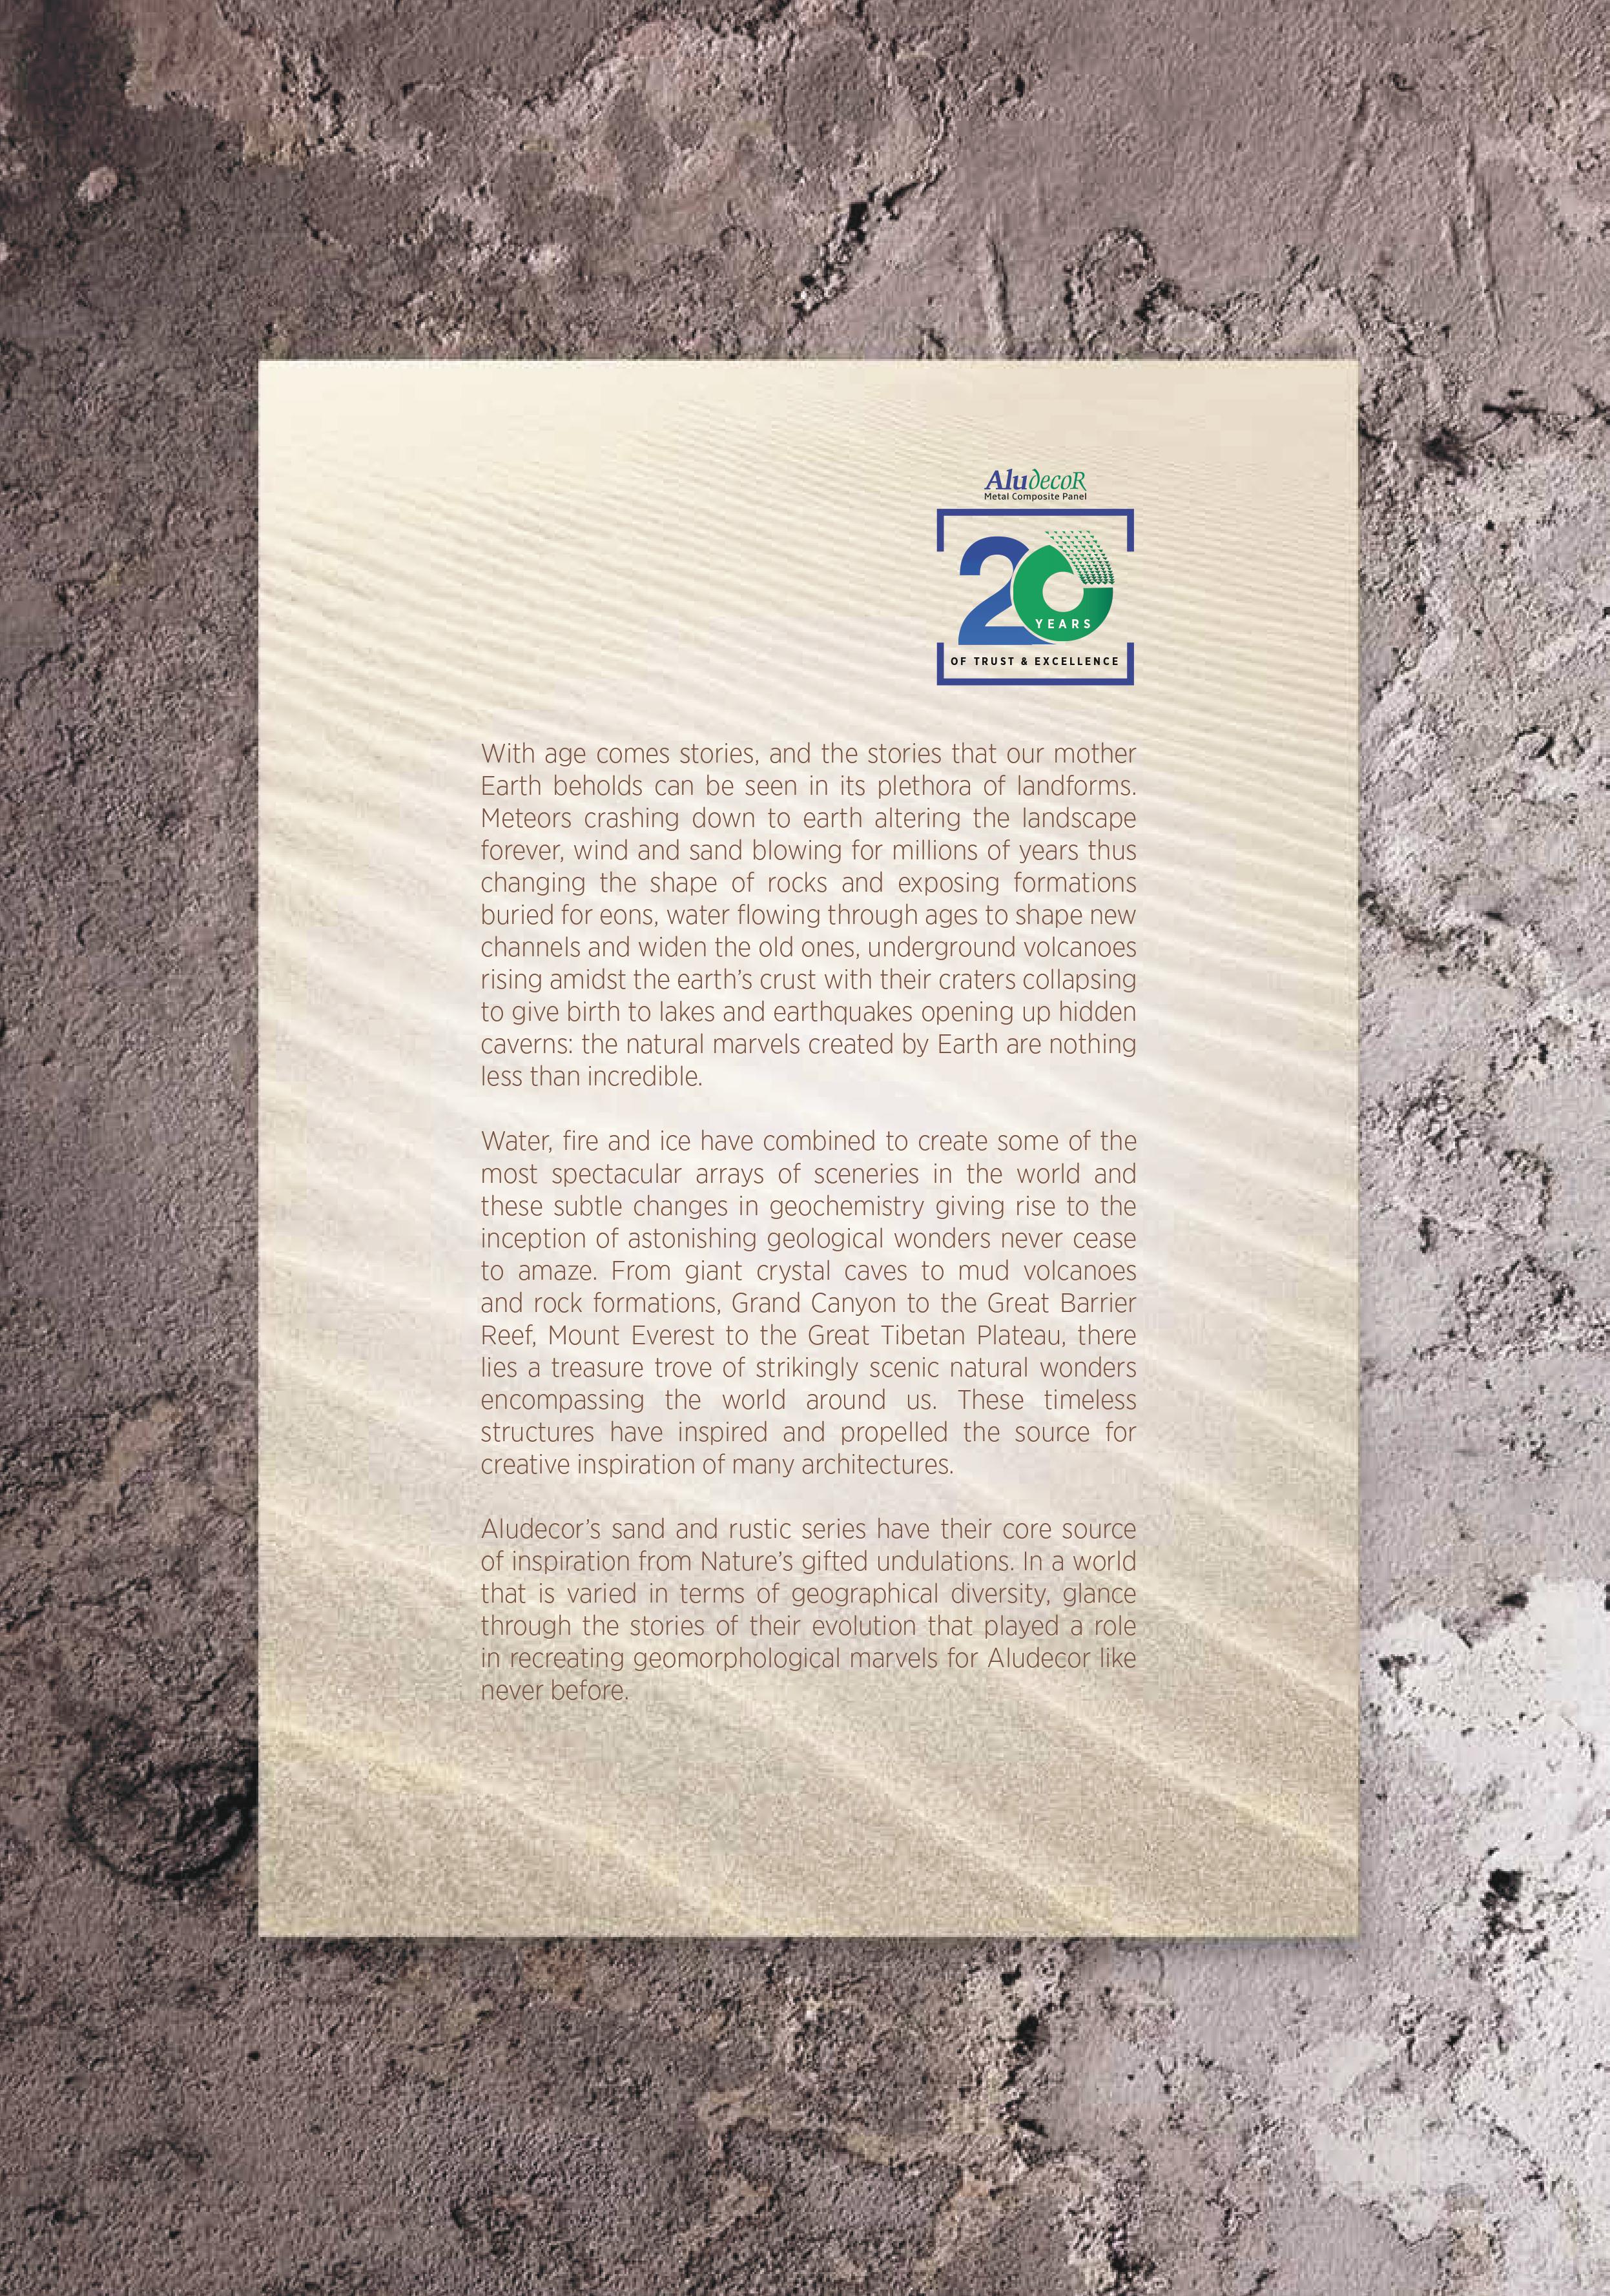 AludecoR
Metal Composite Panel
20
YEARS
OF TRUST & EXCELLENCE
With age comes stories, and the stories that our mother
Earth beholds can be seen in its plethora of landforms.
Meteors crashing down to earth altering the landscape
forever, wind and sand blowing for millions of years thus
changing the shape of rocks and exposing formations
buried for eons, water flowing through ages to shape new
channels and widen the old ones, underground volcanoes
rising amidst the earth’s crust with their craters collapsing
to give birth to lakes and earthquakes opening up hidden
caverns: the natural marvels created by Earth are nothing
less than incredible.
Water, fire and ice have combined to create some of the
most spectacular arrays of sceneries in the world and
these subtle changes in geochemistry giving rise to the
inception of astonishing geological wonders never cease
to amaze. From giant crystal caves to mud volcanoes
and rock formations, Grand Canyon to the Great Barrier
Reef, Mount Everest to the Great Tibetan Plateau, there
lies a treasure trove of strikingly scenic natural wonders
encompassing the world around us. These timeless
structures have inspired and propelled the source for
creative inspiration of many architectures.
Aludecor’s sand and rustic series have their core source
of inspiration from Nature’s gifted undulations. In a world
that is varied in terms of geographical diversity, glance
through the stories of their evolution that played a role
in recreating geomorphological marvels for Aludecor like
never before.